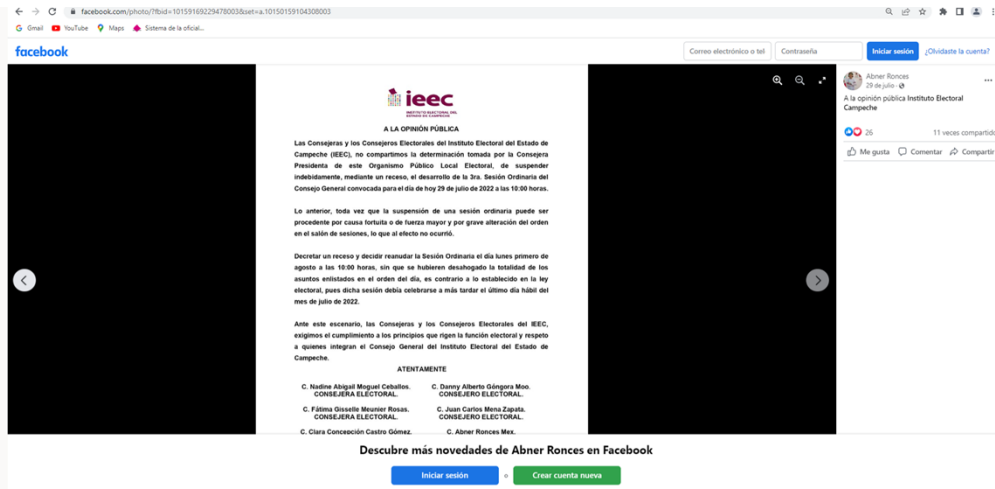 facebook.com/photo/?fbid=10159169229478003&set=a.10150159104308003
Gmail
YouTube
Maps
Sistema de la oficial...
facebook
Correo electrónico o tel
Contraseña
Iniciar sesión
¿Olvidaste la cuenta?
ieec
INSTITUTO ELECTORAL DEL
ESTADO DE CAMPECHE
A LA OPINIÓN PÚBLICA
Las Consejeras y los Consejeros Electorales del Instituto Electoral del Estado de
Campeche (IEEC), no compartimos la determinación tomada por la Consejera
Presidenta de este Organismo Público Local Electoral, de suspender
indebidamente, mediante un receso, el desarrollo de la 3ra. Sesión Ordinaria del
Consejo General convocada para el día de hoy 29 de julio de 2022 a las 10:00 horas.
Lo anterior, toda vez que la suspensión de una sesión ordinaria puede ser
procedente por causa fortuita o de fuerza mayor y por grave alteración del orden
en el salón de sesiones, lo que al efecto no ocurrió.
Decretar un receso y decidir reanudar la Sesión Ordinaria el día lunes primero de
agosto a las 10:00 horas, sin que se hubieren desahogado la totalidad de los
asuntos enlistados en el orden del día, es contrario a lo establecido en la ley
electoral, pues dicha sesión debía celebrarse a más tardar el último día hábil del
mes de julio de 2022.
Ante este escenario, las Consejeras y los Consejeros Electorales del IEEC,
exigimos el cumplimiento a los principios que rigen la función electoral y respeto
a quienes integran el Consejo General del Instituto Electoral del Estado de
Campeche.
ATENTAMENTE
C. Nadine Abigail Moguel Ceballos.
CONSEJERA ELECTORAL.
C. Danny Alberto Góngora Moo.
CONSEJERO ELECTORAL.
C. Fátima Gisselle Meunier Rosas.
CONSEJERA ELECTORAL.
C. Juan Carlos Mena Zapata.
CONSEJERO ELECTORAL.
C. Clara Concepción Castro Gómez.
C. Abner Ronces Mex.
Abner Ronces
29 de julio
A la opinión pública Instituto Electoral
Campeche
26
11 veces compartido
Me gusta
Comentar
Compartir
Descubre más novedades de Abner Ronces en Facebook
Iniciar sesión
o
Crear cuenta nueva